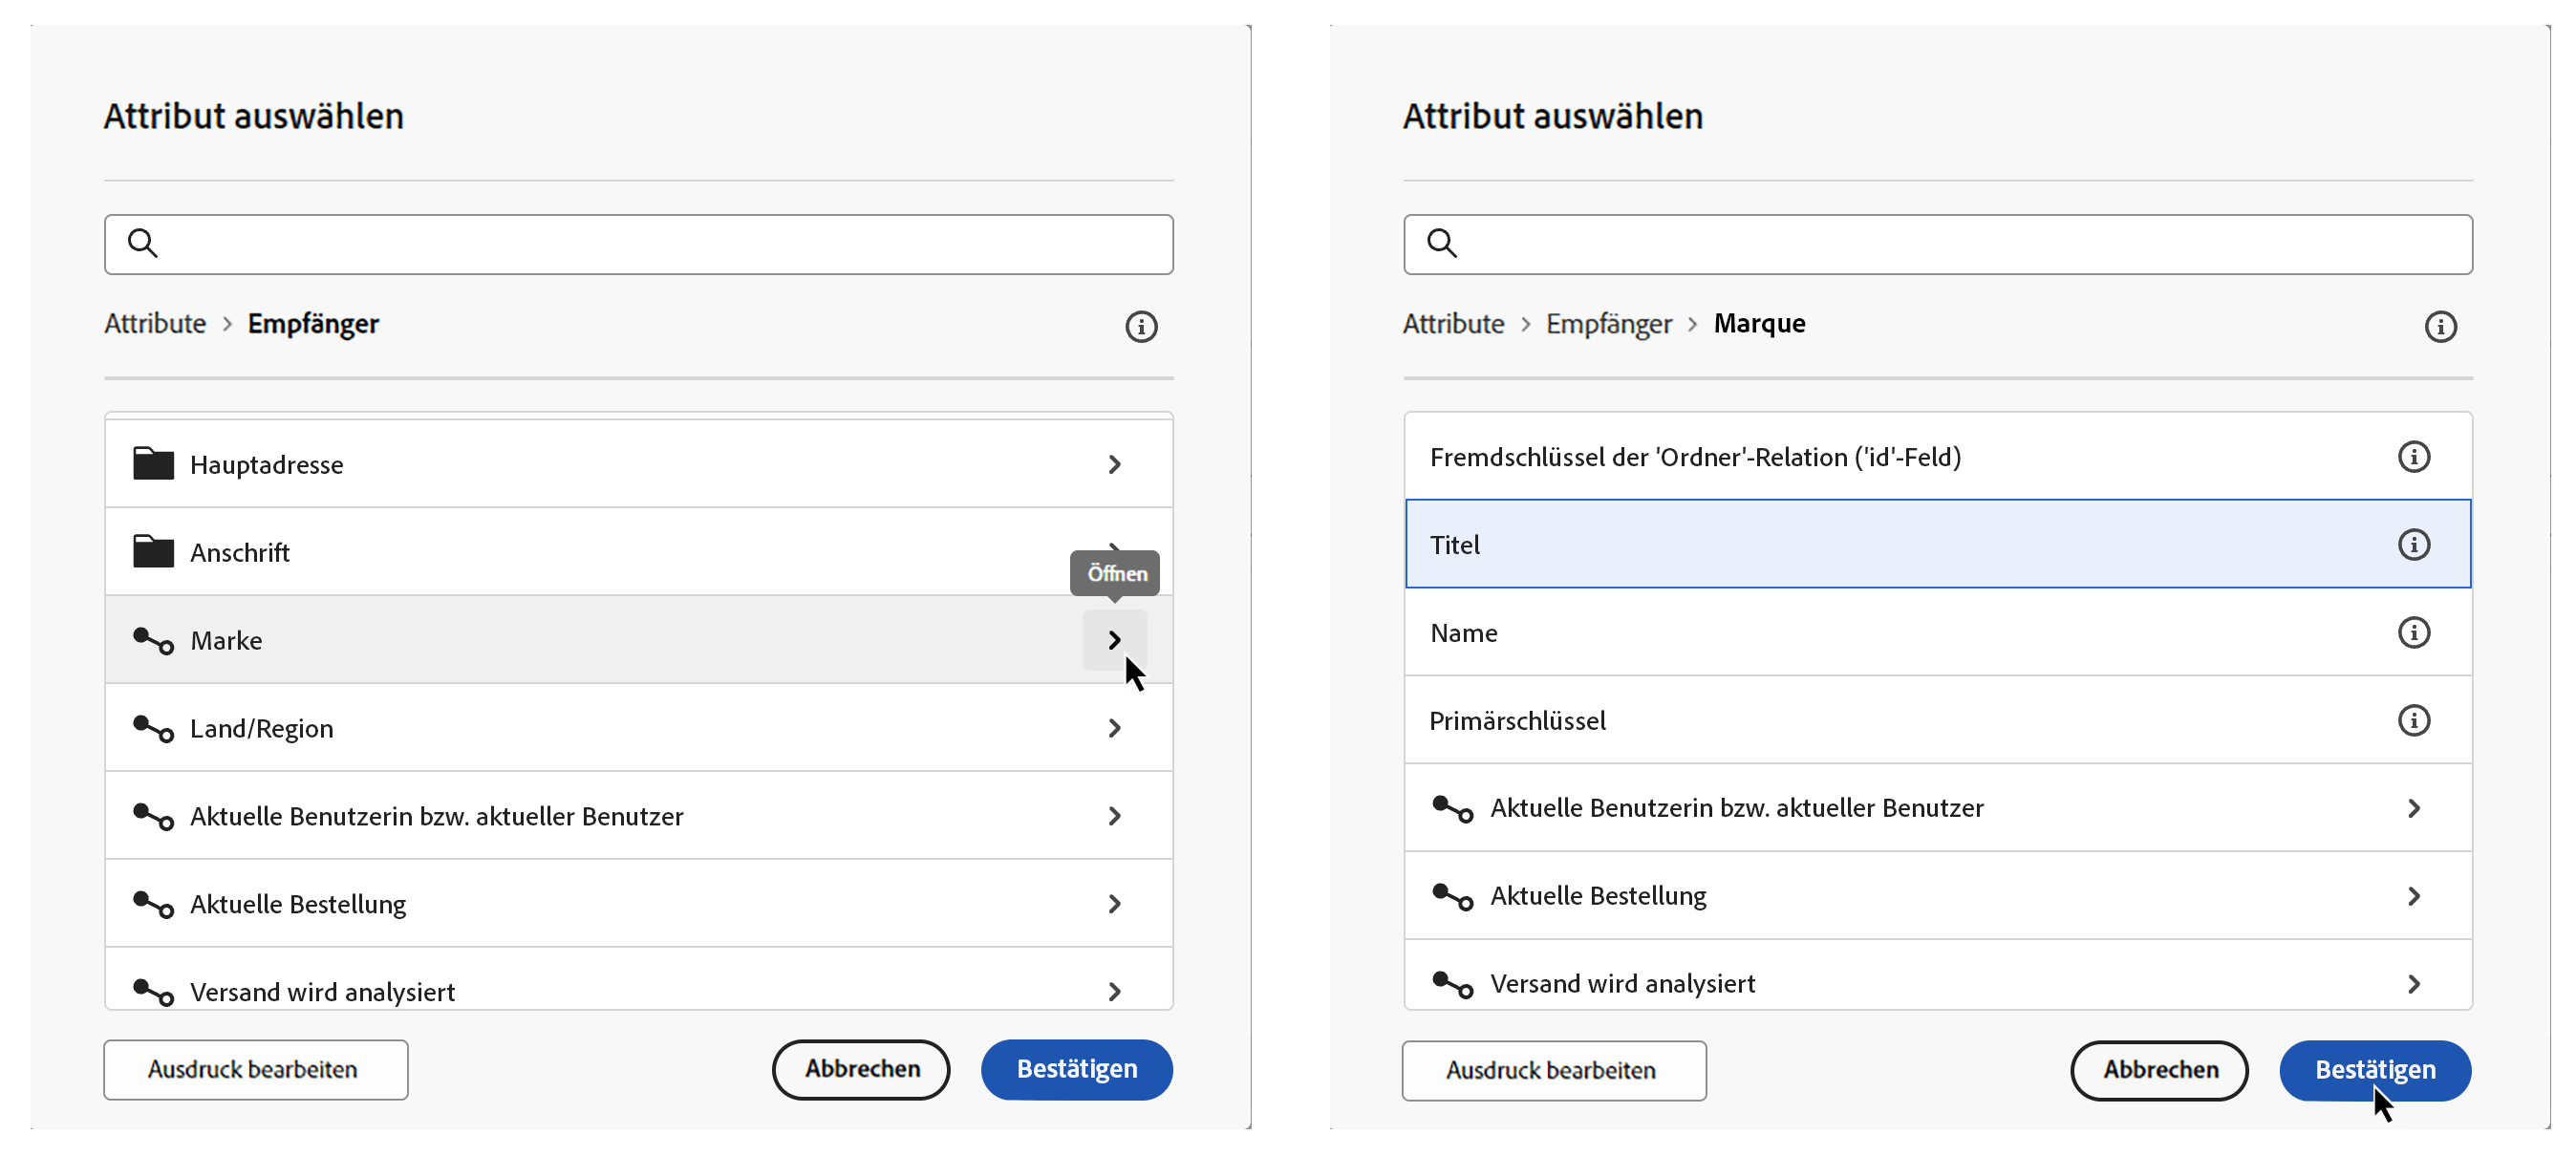 Attribut auswählen
Attribute > Empfänger
Hauptadresse
Anschrift
Öffnen
Marke
Land/Region
Aktuelle Benutzerin bzw. aktueller Benutzer
Aktuelle Bestellung
Versand wird analysiert
Ausdruck bearbeiten
Abbrechen
Bestätigen
Attribut auswählen
Attribute > Empfänger > Marque
Fremdschlüssel der 'Ordner'-Relation ('id'-Feld)
Titel
Name
Primärschlüssel
Aktuelle Benutzerin bzw. aktueller Benutzer
Aktuelle Bestellung
Versand wird analysiert
Ausdruck bearbeiten
Abbrechen
Bestätigen